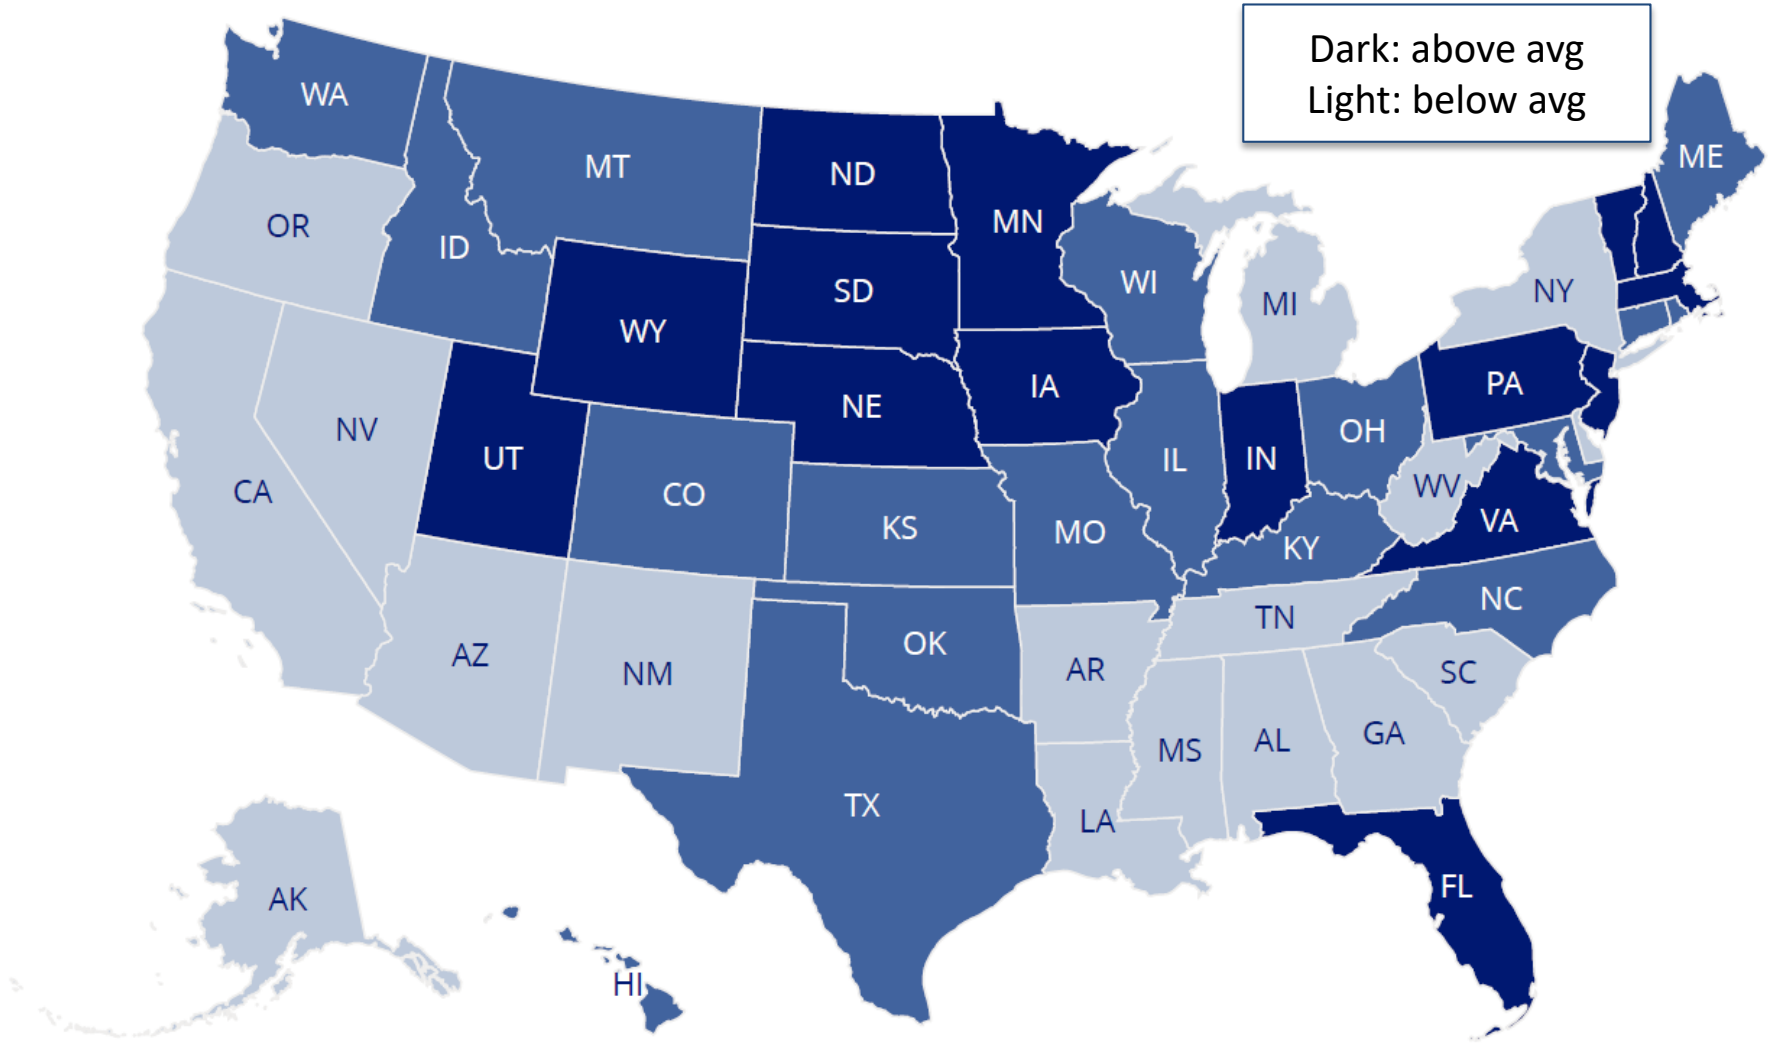 Dark: above avg
Light: below avg
WA
MT
ND
MN
ME
OR
ID
SD
WI
MI
NY
WY
NE
IA
PA
NV
UT
CO
IL
IN
OH
CA
KS
MO
WV
VA
KY
NC
AZ
NM
OK
AR
TN
SC
TX
MS
AL
GA
LA
AK
FL
HI